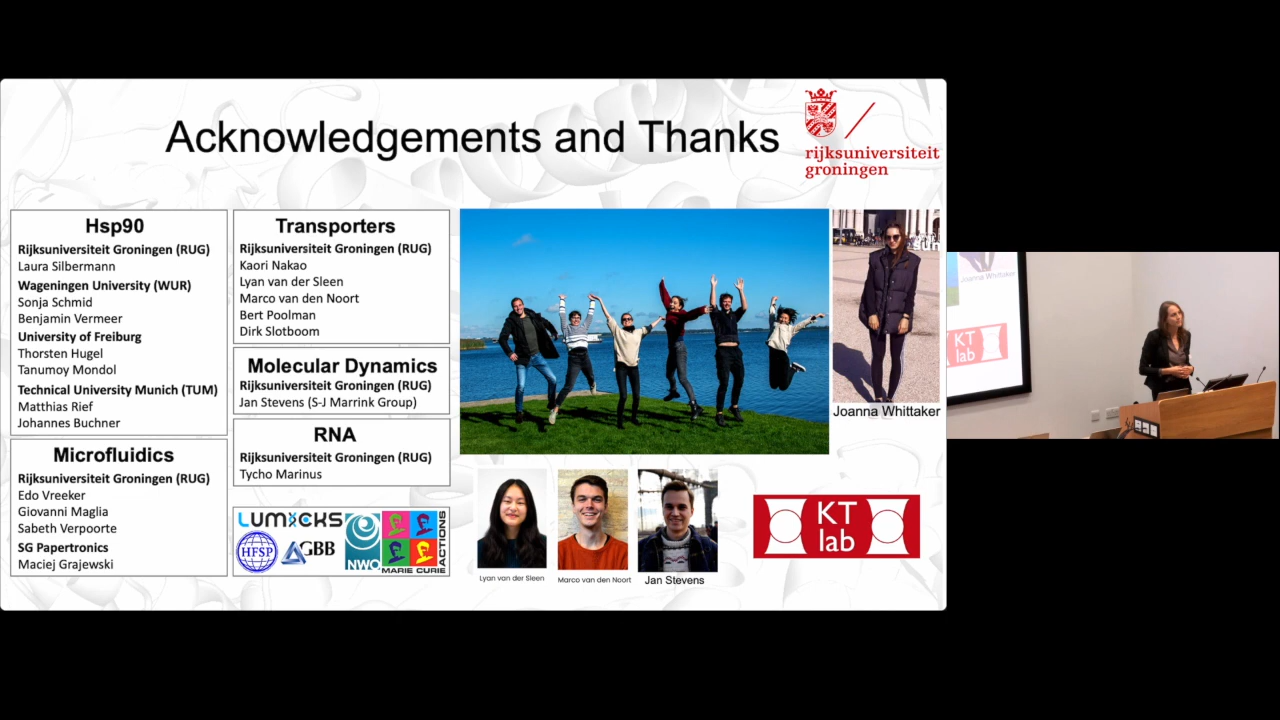 Acknowledgements and Thanks
rijksuniversiteit
groningen
Hsp90
Rijksuniversiteit Groningen (RUG)
Laura Silbermann
Wageningen University (WUR)
Sonja Schmid
Benjamin Vermeer
University of Freiburg
Thorsten Hugel
Tanumoy Mondol
Technical University Munich (TUM)
Matthias Rief
Johannes Buchner
Microfluidics
Rijksuniversiteit Groningen (RUG)
Edo Vreeker
Giovanni Maglia
Sabeth Verpoorte
SG Papertronics
Maciej Grajewski
Transporters
Rijksuniversiteit Groningen (RUG)
Kaori Nakao
Lyan van der Sleen
Marco van den Noort
Bert Poolman
Dirk Slotboom
Molecular Dynamics
Rijksuniversiteit Groningen (RUG)
Jan Stevens (S-J Marrink Group)
RNA
Rijksuniversiteit Groningen (RUG)
Tycho Marinus
LUMICKS
HFSP
GBB
NWO
MARIE CURIE
ACTIONS
Joanna Whittaker
Lyan van der Sleen
Marco van den Noort
Jan Stevens
KT
lab
Joanna Whittaker
KT
lab